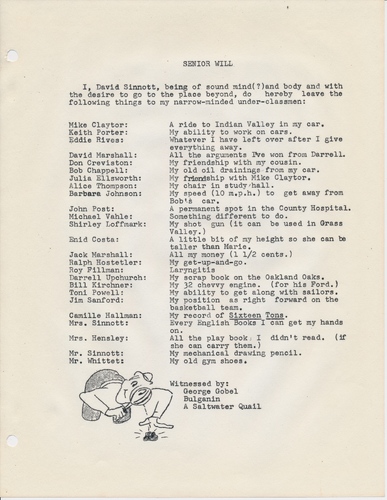 SENIOR WILL
I, David Sinnott, being of sound mind(?)and body and with
the desire to go to the place beyond, do hereby leave the
following things to my narrow-minded under-classmen:
Mike Claytor: A ride to Indian Valley in my car.
Keith Porter: My ability to work on cars.
Eddie Rives: Whatever I have left over after I give
everything away.
David Marshall: All the arguments I've won from Darrell.
Don Creviston: My friendship with my cousin.
Bob Chappell: My old oil drainings from my car.
Julia Ellsworth: My friendship with Mike Claytor.
Alice Thompson: My chair in study-hall.
Barbara Johnson: My speed (10 m.p.h.) to get away from
Bob's car.
John Post: A permanent spot in the County Hospital.
Michael Vahle: Something different to do.
Shirley Loffmark: My shot gun (it can be used in Grass
Valley.)
Enid Costa: A little bit of my height so she can be
taller than Marie.
Jack Marshall: All my money (1 1/2 cents.)
Ralph Hostetler: My get-up-and-go.
Roy Fillman: Laryngitis
Darrell Upchurch: My scrap book on the Oakland Oaks.
Bill Kirchner: My 32 chevvy engine. (for his Ford.)
Toni Powell: My ability to get along with sailors.
Jim Sanford: My position as right forward on the
basketball team.
Camille Hallman: My record of Sixteen Tons.
Mrs. Sinnott: Every English Books I can get my hands
on.
Mrs. Hensley: All the play book I didn't read. (if
she can carry them.)
Mr. Sinnott: My mechanical drawing pencil.
Mr. Whittet: My old gym shoes.
Witnessed by:
George Gobel
Bulganin
A Saltwater Quail